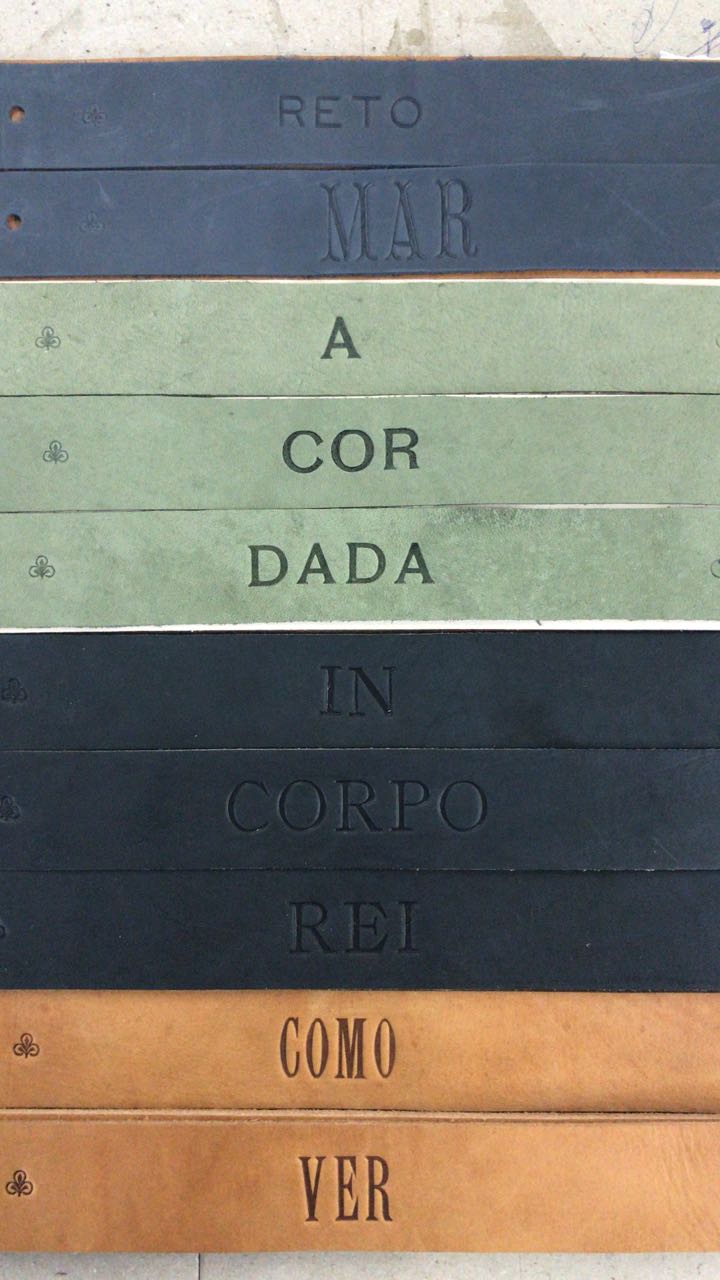 RETO
MAR
A
COR
DADA
IN
CORPO
REI
COMO
VER